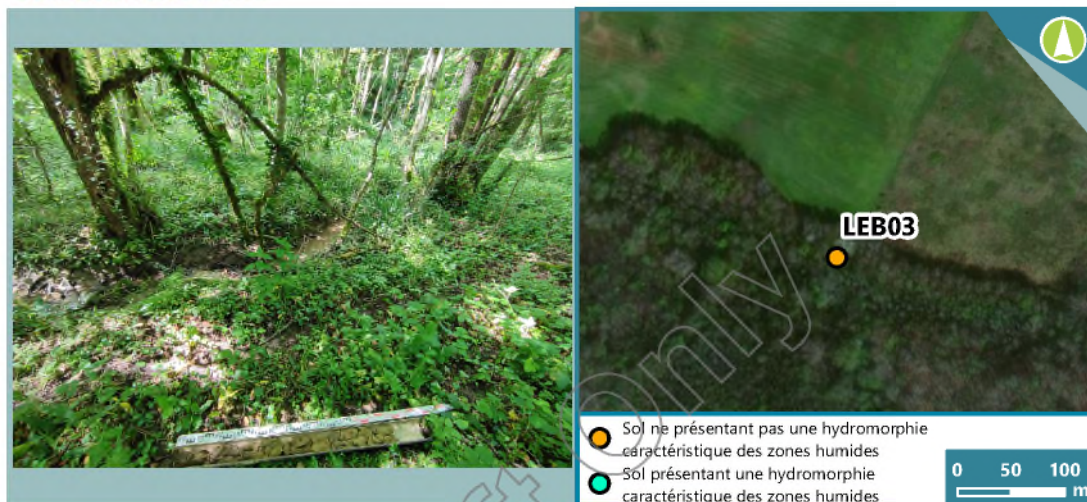 LEB03
Only
Sol ne présentant pas une hydromorphie
caractéristique des zones humides
Sol présentant une hydromorphie
caractéristique des zones humides
0 50 100
m